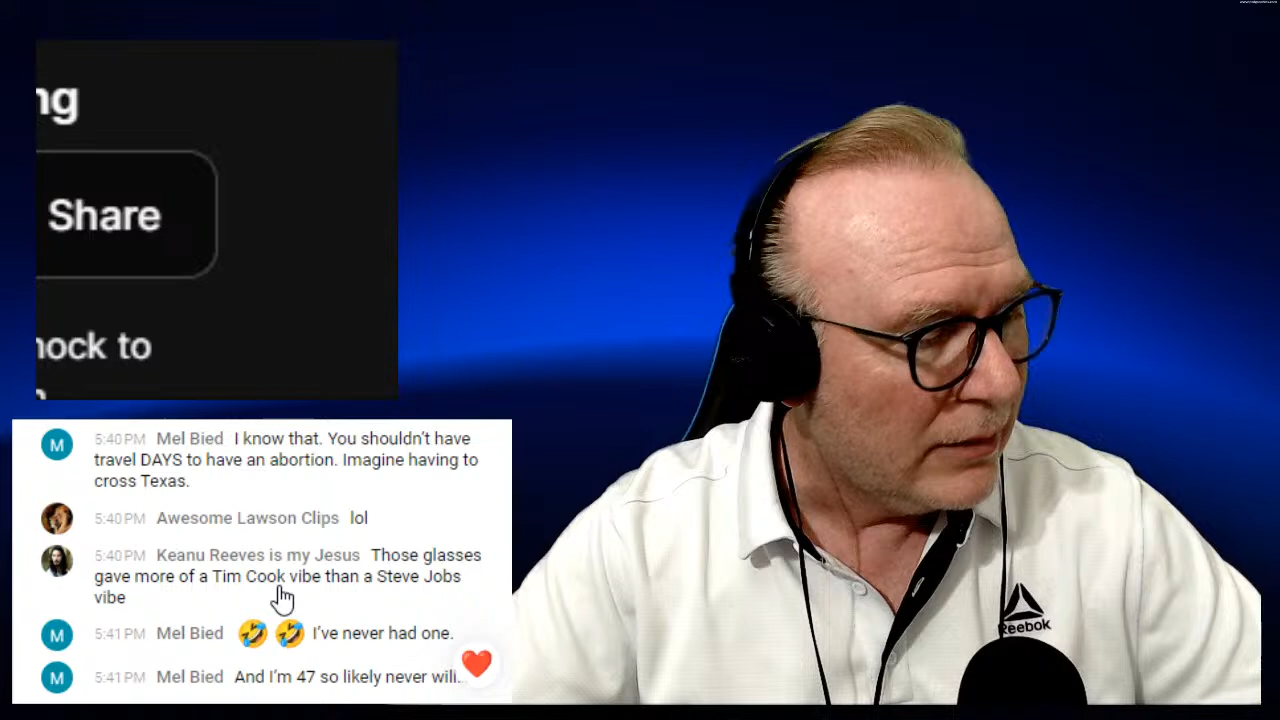 ng
Share
nock to
5:40 PM Mel Bied I know that. You shouldn't have
travel DAYS to have an abortion. Imagine having to
cross Texas.
5:40 PM Awesome Lawson Clips lol
5:40 PM Keanu Reeves is my Jesus Those glasses
gave more of a Tim Cook vibe than a Steve Jobs
vibe
M
M
5:41 PM Mel Bied 🤣 🤣 I've never had one.
M
5:41 PM Mel Bied And I'm 47 so likely never will.
Reebok